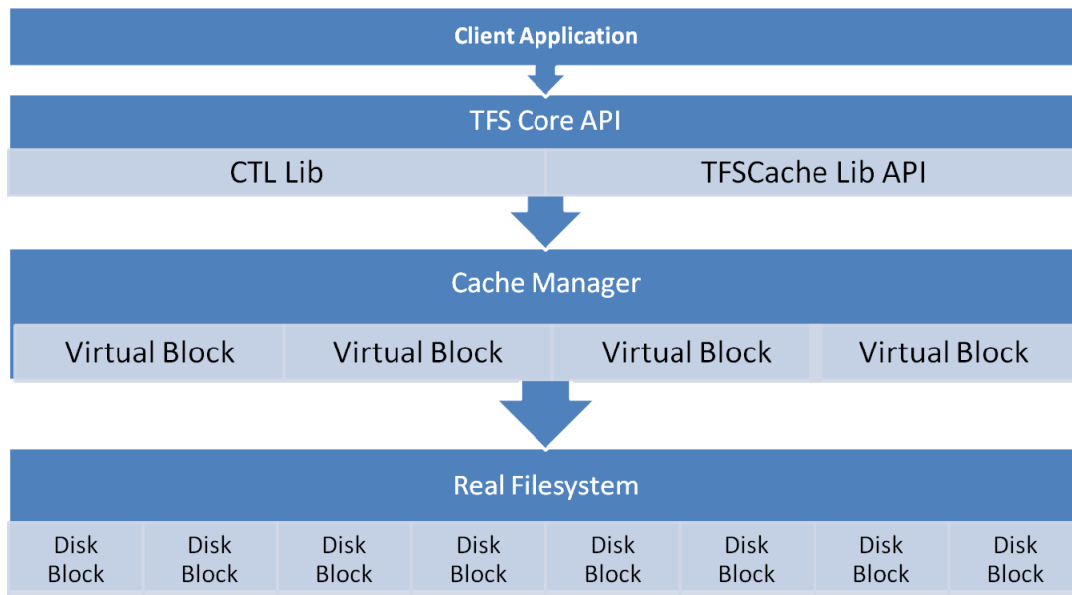 Client Application
TFS Core API
CTL Lib
TFSCache Lib API
Cache Manager
Virtual Block
Virtual Block
Virtual Block
Virtual Block
Real Filesystem
Disk
Block
Disk
Block
Disk
Block
Disk
Block
Disk
Block
Disk
Block
Disk
Block
Disk
Block